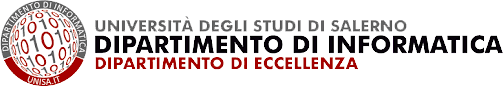 DIPARTIMENTO DI INFORMATICA
UNISA.IT
UNIVERSITÀ DEGLI STUDI DI SALERNO
DIPARTIMENTO DI INFORMATICA
DIPARTIMENTO DI ECCELLENZA